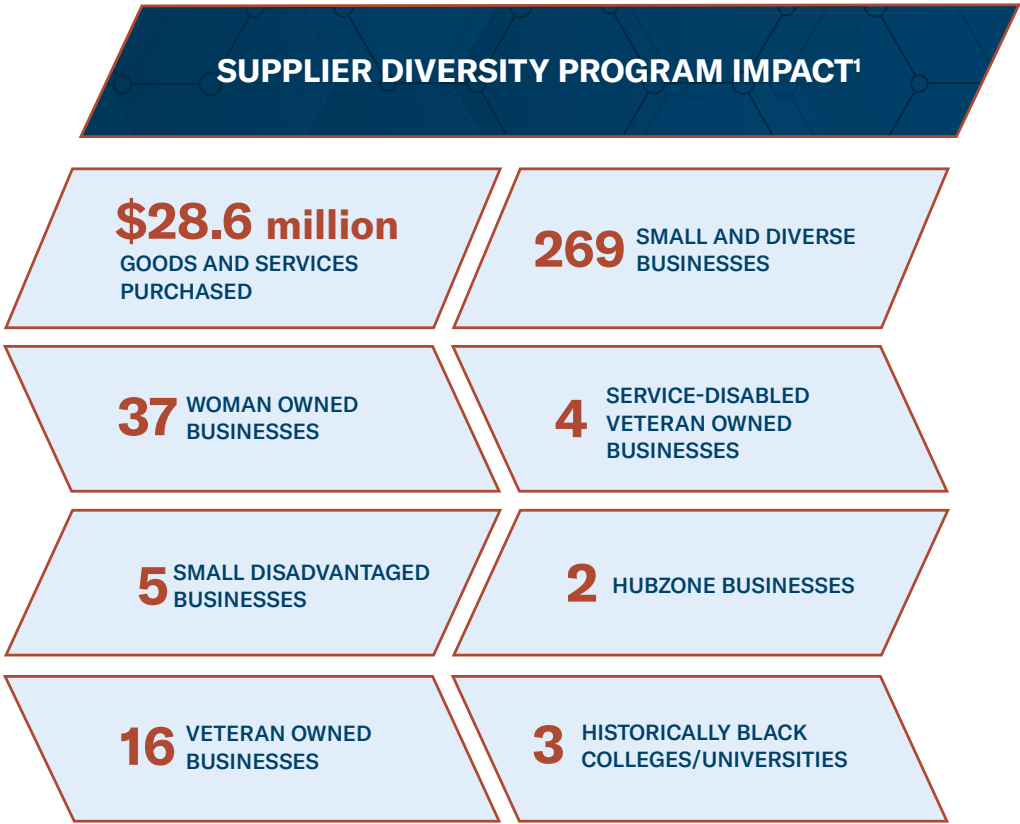 SUPPLIER DIVERSITY PROGRAM IMPACT¹
$28.6 million
GOODS AND SERVICES
PURCHASED
269 SMALL AND DIVERSE
BUSINESSES
37 WOMAN OWNED
BUSINESSES
4 SERVICE-DISABLED
VETERAN OWNED
BUSINESSES
5 SMALL DISADVANTAGED
BUSINESSES
2 HUBZONE BUSINESSES
16 VETERAN OWNED
BUSINESSES
3 HISTORICALLY BLACK
COLLEGES/UNIVERSITIES